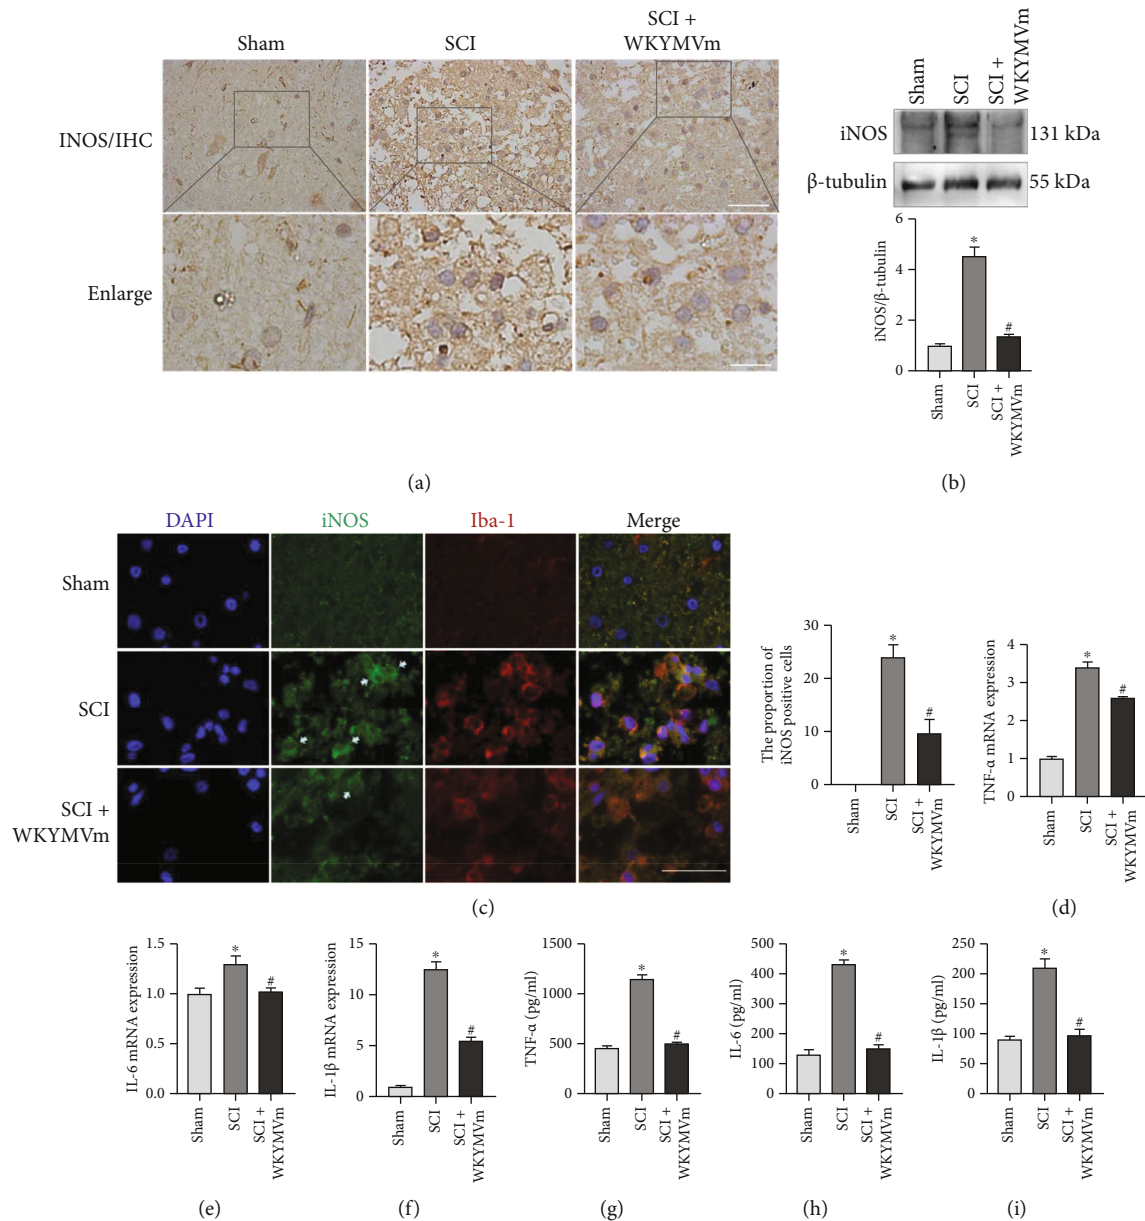 Sham
SCI
SCI +
WKYMVm
INOS/IHC
Enlarge
(a)
Sham
SCI
SCI +
WKYMVm
iNOS
131 kDa
β-tubulin
55 kDa
iNOS/β-tubulin
6
4
2
0
Sham
SCI
SCI +
WKYMVm
*
#
(b)
DAPI
iNOS
Iba-1
Merge
Sham
SCI
SCI +
WKYMVm
The proportion of
iNOS positive cells
30
20
10
0
Sham
SCI
SCI +
WKYMVm
*
#
(c)
TNF-α mRNA expression
4
3
2
1
0
Sham
SCI
SCI +
WKYMVm
*
#
(d)
IL-6 mRNA expression
1.5
1.0
0.5
0.0
Sham
SCI
SCI +
WKYMVm
*
#
(e)
IL-1β mRNA expression
15
10
5
0
Sham
SCI
SCI +
WKYMVm
*
#
(f)
TNF-α (pg/ml)
1500
1000
500
0
Sham
SCI
SCI +
WKYMVm
*
#
(g)
IL-6 (pg/ml)
500
400
300
200
100
0
Sham
SCI
SCI +
WKYMVm
*
#
(h)
IL-1β (pg/ml)
250
200
150
100
50
0
Sham
SCI
SCI +
WKYMVm
*
#
(i)